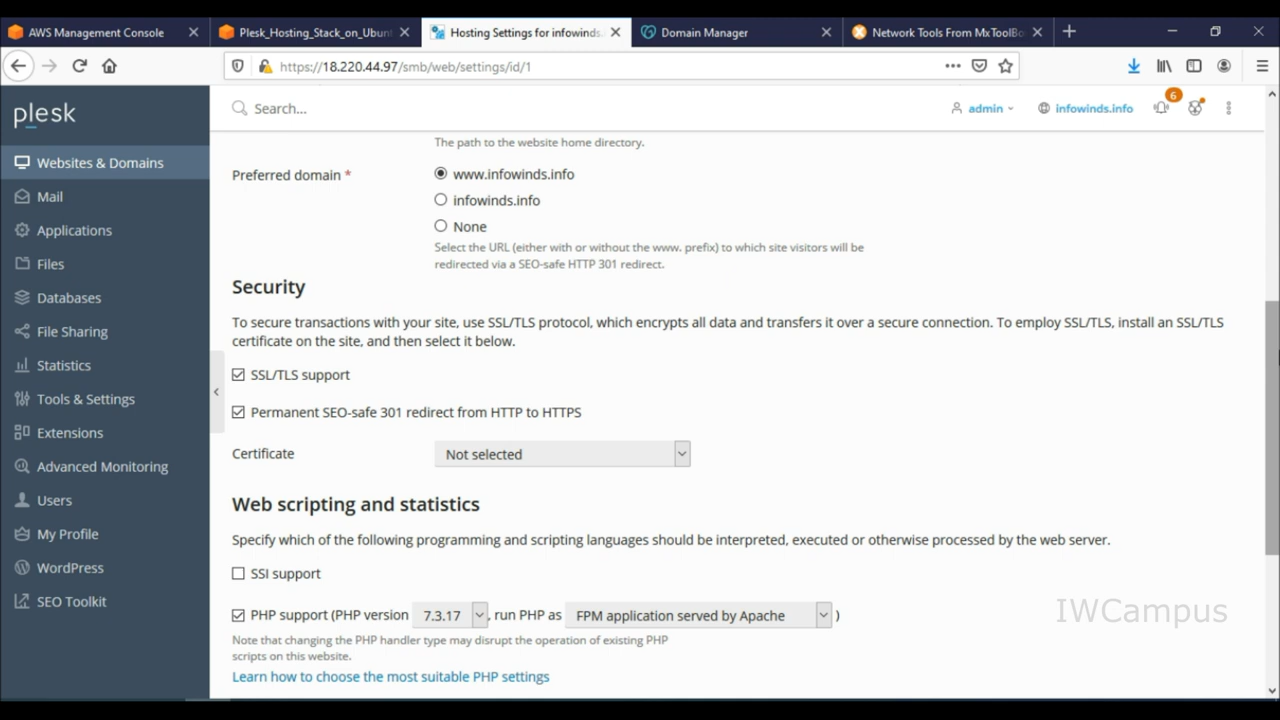 AWS Management Console
Plesk_Hosting_Stack_on_Ubunt
Hosting Settings for infowinds.
Domain Manager
Network Tools From MxToolBo
https://18.220.44.97/smb/web/settings/id/1
plesk
Search...
admin
infowinds.info
6
Websites & Domains
Mail
Applications
Files
Databases
File Sharing
Statistics
Tools & Settings
Extensions
Advanced Monitoring
Users
My Profile
WordPress
SEO Toolkit
The path to the website home directory.
Preferred domain *
www.infowinds.info
infowinds.info
None
Select the URL (either with or without the www. prefix) to which site visitors will be
redirected via a SEO-safe HTTP 301 redirect.
Security
To secure transactions with your site, use SSL/TLS protocol, which encrypts all data and transfers it over a secure connection. To employ SSL/TLS, install an SSL/TLS
certificate on the site, and then select it below.
SSL/TLS support
Permanent SEO-safe 301 redirect from HTTP to HTTPS
Certificate
Not selected
Web scripting and statistics
Specify which of the following programming and scripting languages should be interpreted, executed or otherwise processed by the web server.
SSI support
PHP support (PHP version 7.3.17 , run PHP as FPM application served by Apache )
Note that changing the PHP handler type may disrupt the operation of existing PHP
scripts on this website.
Learn how to choose the most suitable PHP settings
IWCampus